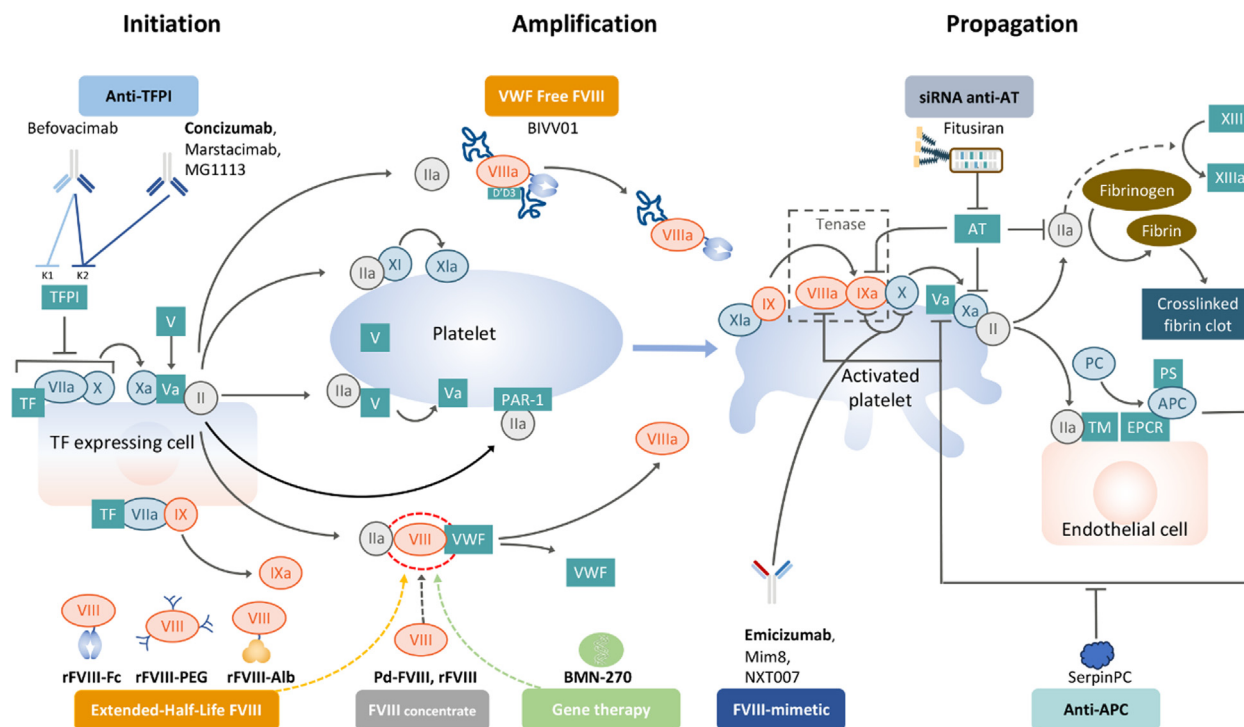 Initiation
Amplification
Propagation
Anti-TFPI
Befovacimab
Concizumab,
Marstacimab,
MG1113
K1
K2
TFPI
V
TF
VIIa
X
Xa
Va
II
TF expressing cell
TF
VIIa
IX
IXa
VIII
rFVIII-Fc
VIII
rFVIII-PEG
VIII
rFVIII-Alb
Extended-Half-Life FVIII
VWF Free FVIII
BIVV01
IIa
VIIIa
D'D3
VIIIa
IIa
XI
XIa
Platelet
V
IIa
V
Va
PAR-1
IIa
VIIIa
IIa
VIII
VWF
VWF
VIII
Pd-FVIII, rFVIII
FVIII concentrate
BMN-270
Gene therapy
siRNA anti-AT
Fitusiran
AT
Tenase
XIa
IX
VIIIa
IXa
X
Va
Xa
II
Activated
platelet
IIa
XIII
XIIIa
Fibrinogen
Fibrin
Crosslinked
fibrin clot
PC
PS
APC
IIa
TM
EPCR
Endothelial cell
Emicizumab,
Mim8,
NXT007
FVIII-mimetic
SerpinPC
Anti-APC